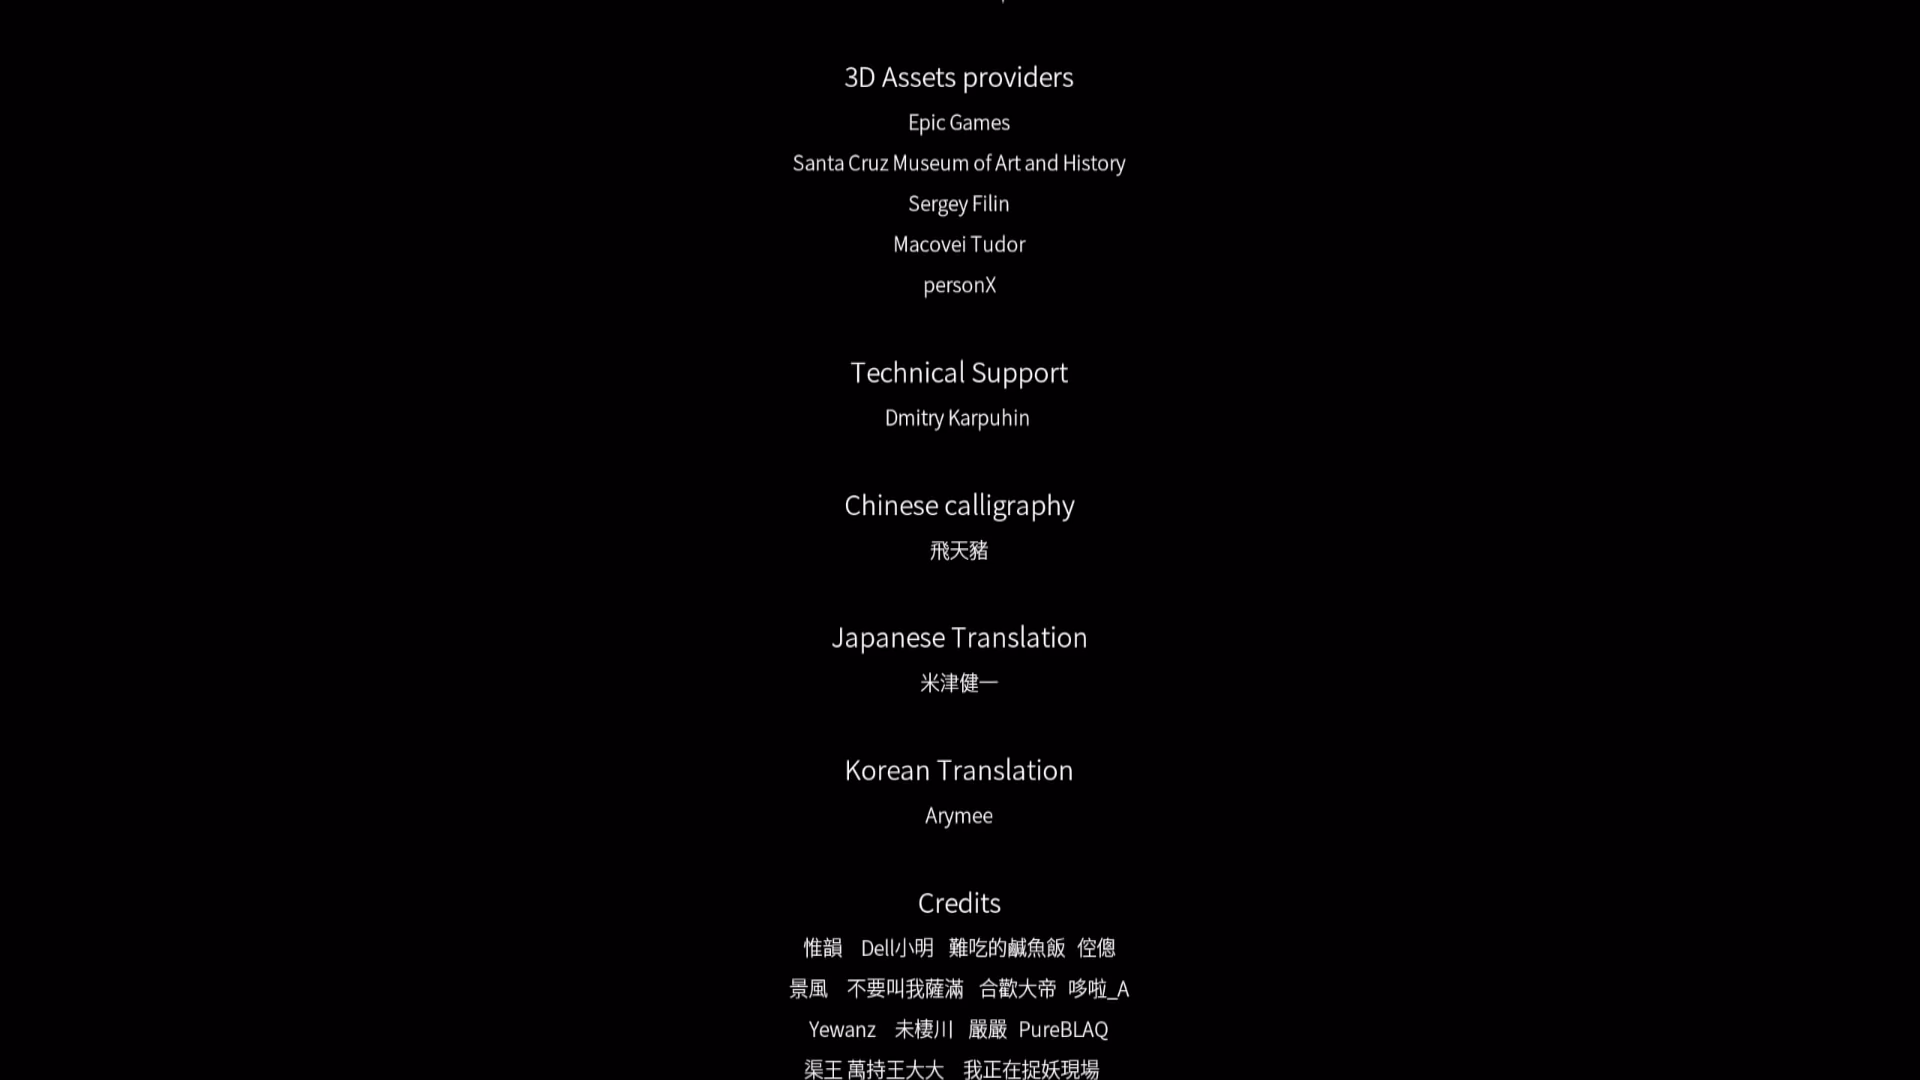 3D Assets providers
Epic Games
Santa Cruz Museum of Art and History
Sergey Filin
Macovei Tudor
personX
Technical Support
Dmitry Karpuhin
Chinese calligraphy
飛天豬
Japanese Translation
米津健一
Korean Translation
Arymee
Credits
惟韻 Dell小明 難吃的鹹魚飯 倥傯
景風 不要叫我薩滿 合歡大帝 哆啦_A
Yewanz 未棲川 嚴嚴 PureBLAQ
渠王 萬持王大大 我正在捉妖現場